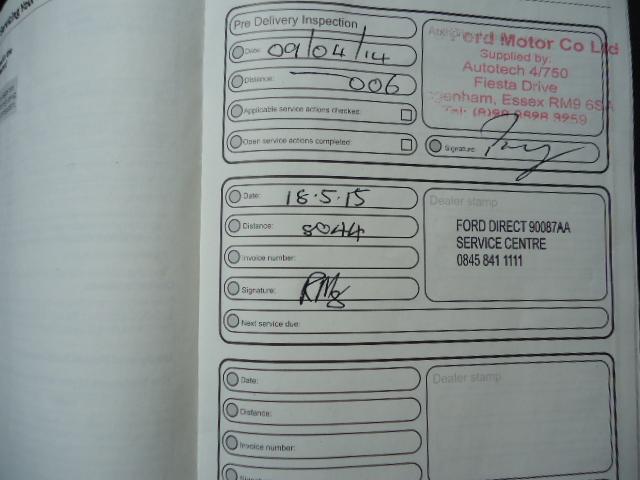 Pre Delivery Inspection
Date: 09/04/14
Distance: 006
Applicable service actions checked:
Open service actions completed:
Ford Motor Co Ltd
Supplied by:
Autotech 4/750
Fiesta Drive
genham, Essex RM9 6SA
Signature:
Date: 18.5.15
Distance: 8044
Invoice number:
Signature:
Next service due:
Dealer stamp
FORD DIRECT 90087AA
SERVICE CENTRE
0845 841 1111
Date:
Distance:
Invoice number:
Dealer stamp